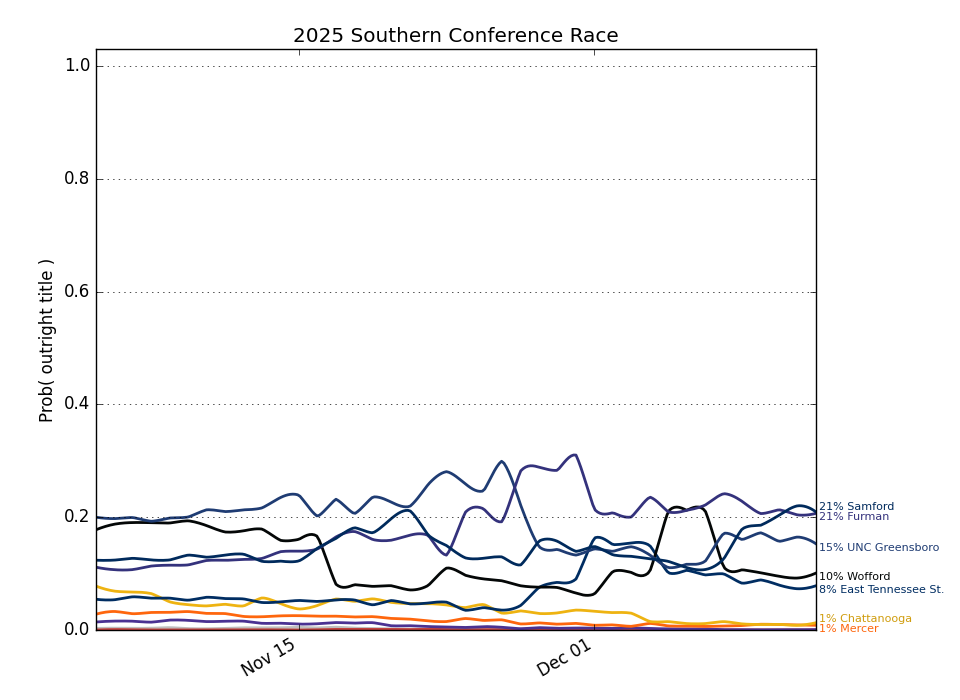 2025 Southern Conference Race
1.0
0.8
0.6
0.4
0.2
0.0
Prob( outright title )
Nov 15
Dec 01
21% Samford
21% Furman
15% UNC Greensboro
10% Wofford
8% East Tennessee St.
1% Chattanooga
1% Mercer